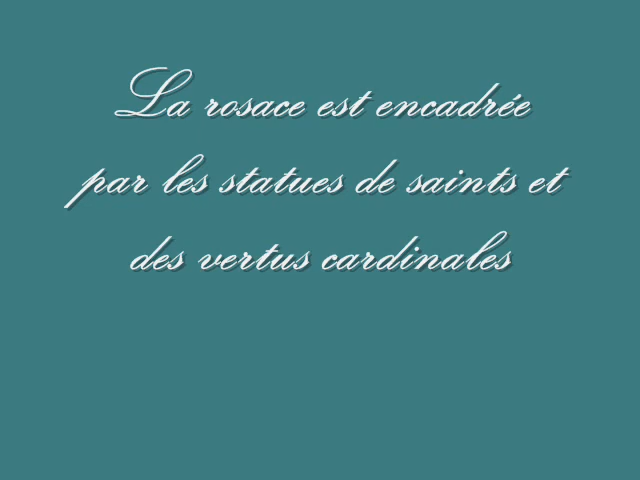 La rosace est encadrée
par les statues de saints et
des vertus cardinales